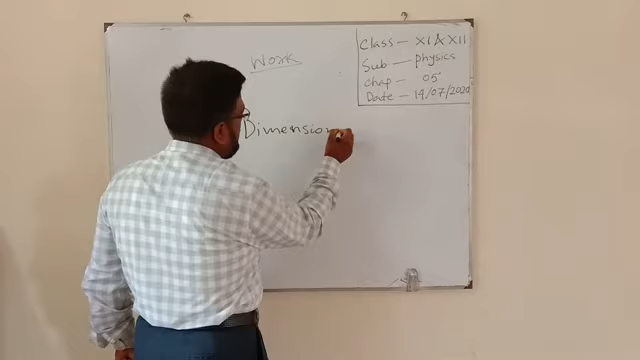 Work
Class — XI & XII
Sub — physics
Chap — 05
Date — 14/07/2020
Dimension